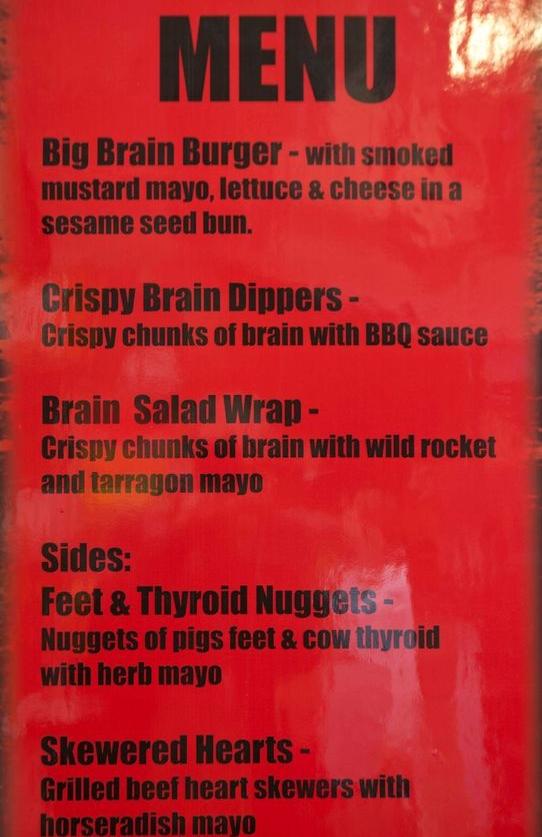 MENU
Big Brain Burger - with smoked
mustard mayo, lettuce & cheese in a
sesame seed bun.
Crispy Brain Dippers -
Crispy chunks of brain with BBQ sauce
Brain Salad Wrap -
Crispy chunks of brain with wild rocket
and tarragon mayo
Sides:
Feet & Thyroid Nuggets -
Nuggets of pigs feet & cow thyroid
with herb mayo
Skewered Hearts -
Grilled beef heart skewers with
horseradish mayo